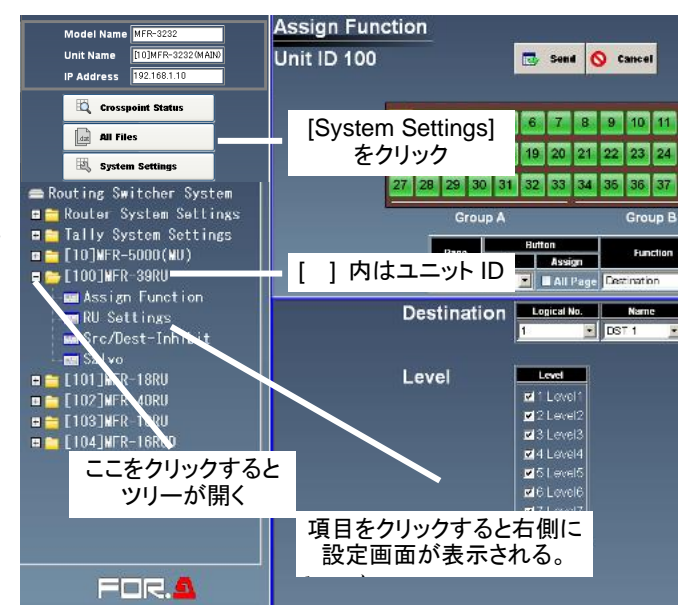 Model Name MFR-3232
Unit Name [10]MFR-3232(MAIN)
IP Address 192.168.1.10
Crosspoint Status
All Files
System Settings
Routing Switcher System
Router System Settings
Tally System Settings
[10]MFR-5000(MU)
[100]MFR-39RU
Assign Function
RU Settings
Src/Dest-Inhibit
Salvo
[101]MFR-18RU
[102]MFR-40RU
[103]MFR-16RU
[104]MFR-16RUD
ここをクリックすると
ツリーが開く
FOR.A
Assign Function
Unit ID 100
Send Cancel
[System Settings]
をクリック
6 7 8 9 10 11
19 20 21 22 23 24
27 28 29 30 31 32 33 34 35 36 37
Group A Group B
Button Function
Assign
All Page Destination
[ ] 内はユニット ID
Destination Logical No. Name
1 DST 1
Level Level
1 Level1
2 Level2
3 Level3
4 Level4
5 Level5
6 Level6
7 Level7
項目をクリックすると右側に
設定画面が表示される。